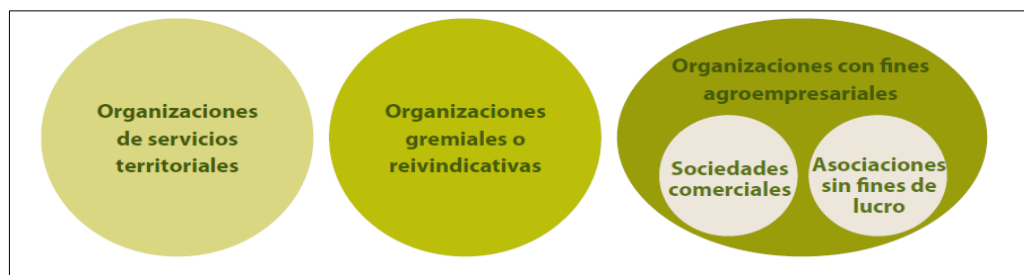 Organizaciones
de servicios
territoriales
Organizaciones
gremiales o
reivindicativas
Organizaciones con fines
agroempresariales
Sociedades
comerciales
Asociaciones
sin fines de
lucro